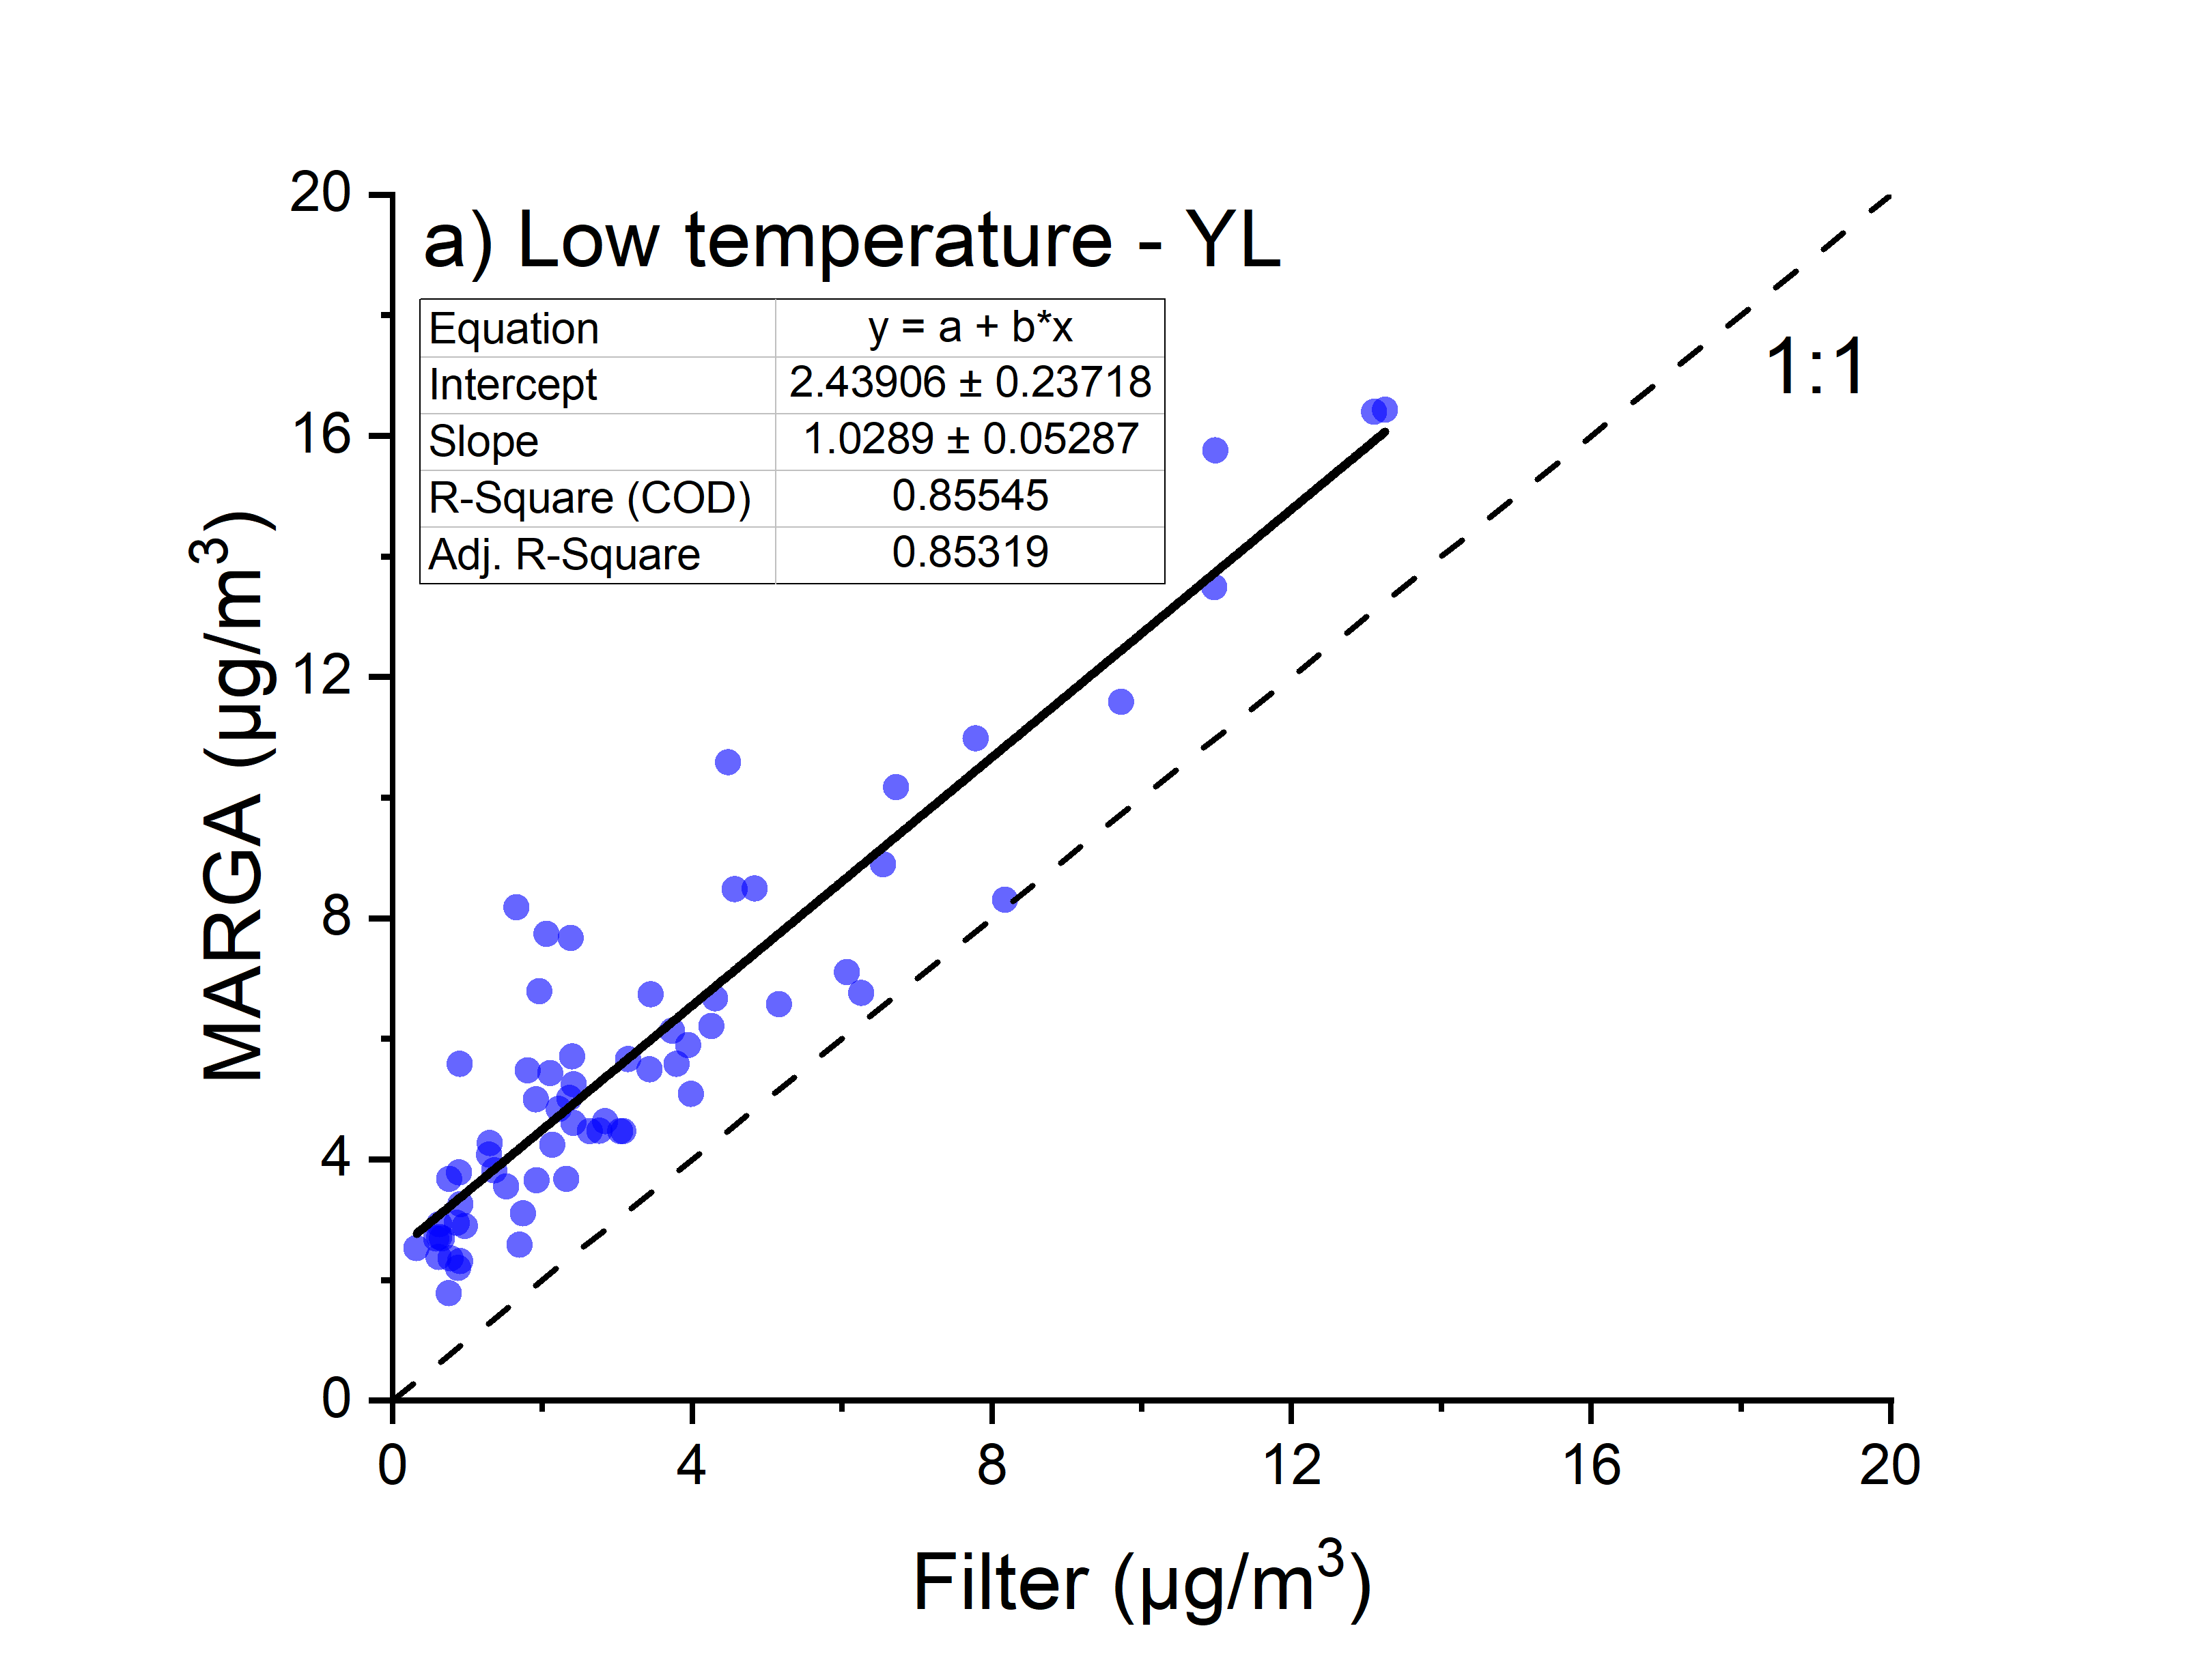 a) Low temperature - YL
Equation y = a + b*x
Intercept 2.43906 ± 0.23718
Slope 1.0289 ± 0.05287
R-Square (COD) 0.85545
Adj. R-Square 0.85319
1:1
MARGA (μg/m³)
20
16
12
8
4
0
0 4 8 12 16 20
Filter (μg/m³)